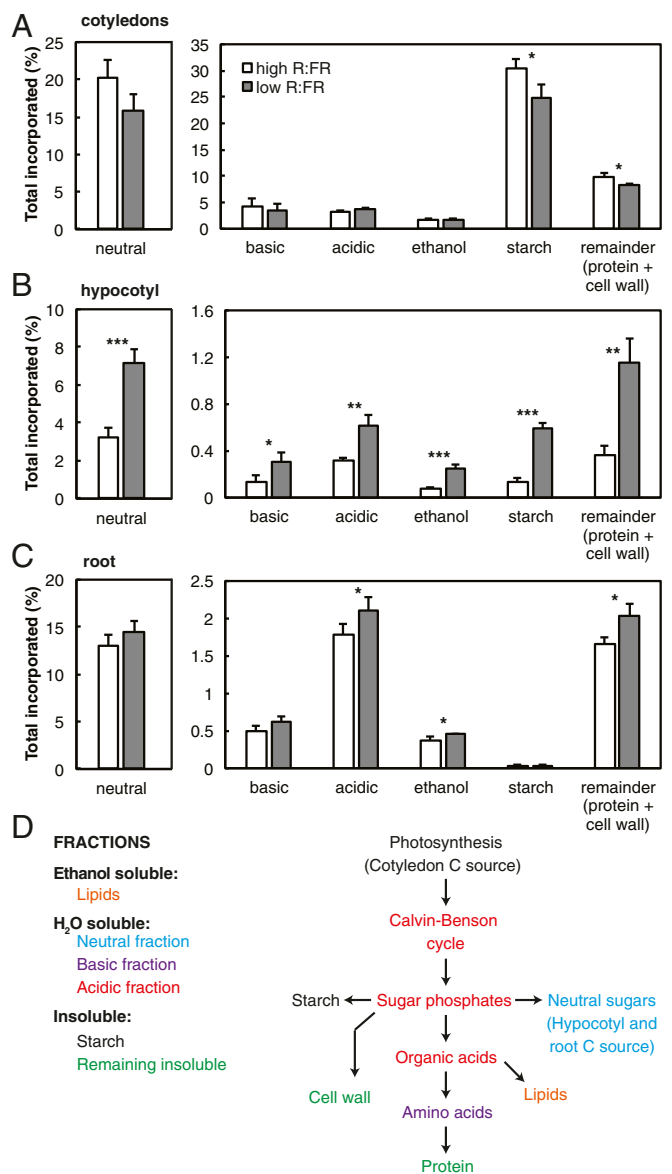 A
cotyledons
Total incorporated (%)
25
20
15
10
5
0
neutral
35
30
25
20
15
10
5
0
high R:FR
low R:FR
*
*
basic
acidic
ethanol
starch
remainder
(protein +
cell wall)
B
hypocotyl
Total incorporated (%)
10
8
6
4
2
0
***
neutral
1.6
1.2
0.8
0.4
0
*
**
***
***
**
basic
acidic
ethanol
starch
remainder
(protein +
cell wall)
C
root
Total incorporated (%)
20
15
10
5
0
neutral
2.5
2
1.5
1
0.5
0
*
*
*
basic
acidic
ethanol
starch
remainder
(protein +
cell wall)
D
FRACTIONS
Ethanol soluble:
Lipids
H₂O soluble:
Neutral fraction
Basic fraction
Acidic fraction
Insoluble:
Starch
Remaining insoluble
Photosynthesis
(Cotyledon C source)
Calvin-Benson
cycle
Starch
Sugar phosphates
Neutral sugars
(Hypocotyl and
root C source)
Organic acids
Cell wall
Lipids
Amino acids
Protein